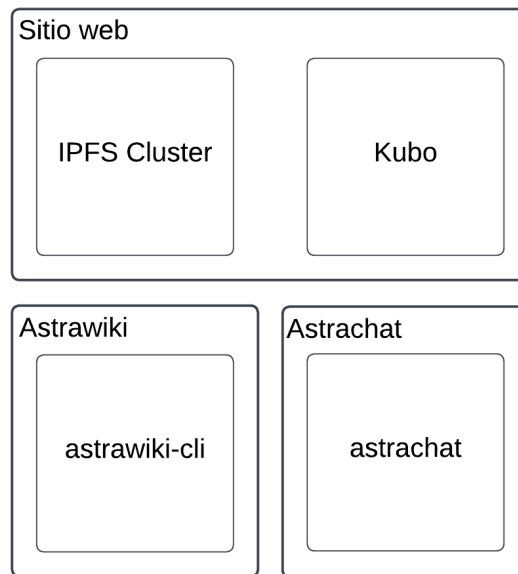 Sitio web
IPFS Cluster
Kubo
Astrawiki
astrawiki-cli
Astrachat
astrachat